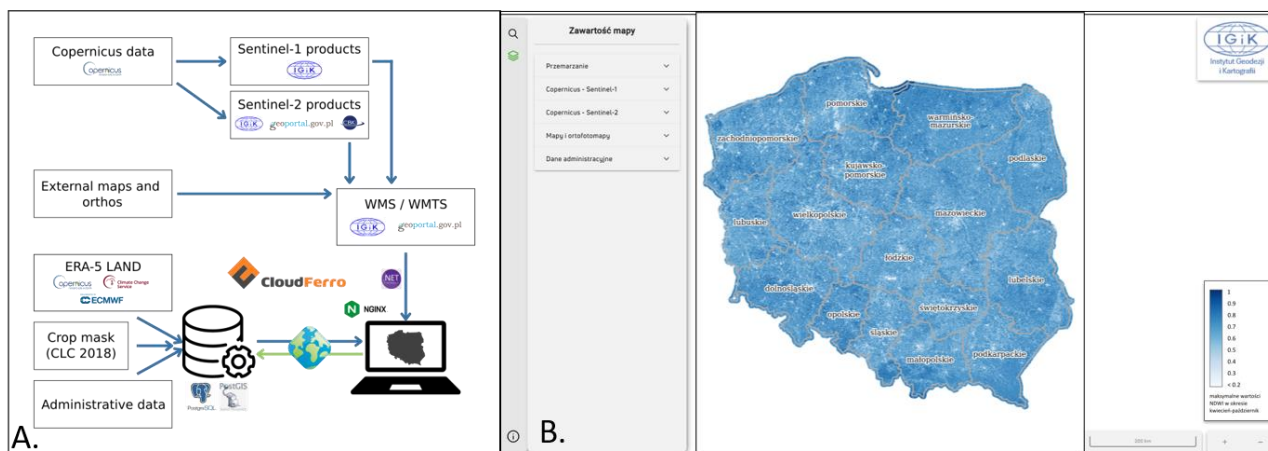 Copernicus data
opernicus
Sentinel-1 products
IGiK
Sentinel-2 products
IGiK
geoportal.gov.pl
External maps and
orthos
WMS / WMTS
IGiK
geoportal.gov.pl
ERA-5 LAND
opernicus
Climate Change
Service
ECMWF
CloudFerro
NET
NGINX
Crop mask
(CLC 2018)
Administrative data
PostgreSQL
PostGIS
A.
Zawartość mapy
Przemarzanie
Copernicus - Sentinel-1
Copernicus - Sentinel-2
Mapy i ortofotomapy
Dane administracyjne
B.
pomorskie
warmińsko-
mazurskie
zachodniopomorskie
podlaskie
kujawsko-
pomorskie
lubuskie
wielkopolskie
mazowieckie
łódzkie
lubelskie
dolnośląskie
opolskie
świętokrzyskie
śląskie
małopolskie
podkarpackie
IGiK
Instytut Geodezji
i Kartografii
1
0.9
0.8
0.7
0.6
0.5
0.4
0.3
< 0.2
maksymalne wartości
NDWI w okresie
kwiecień-październik
+ −